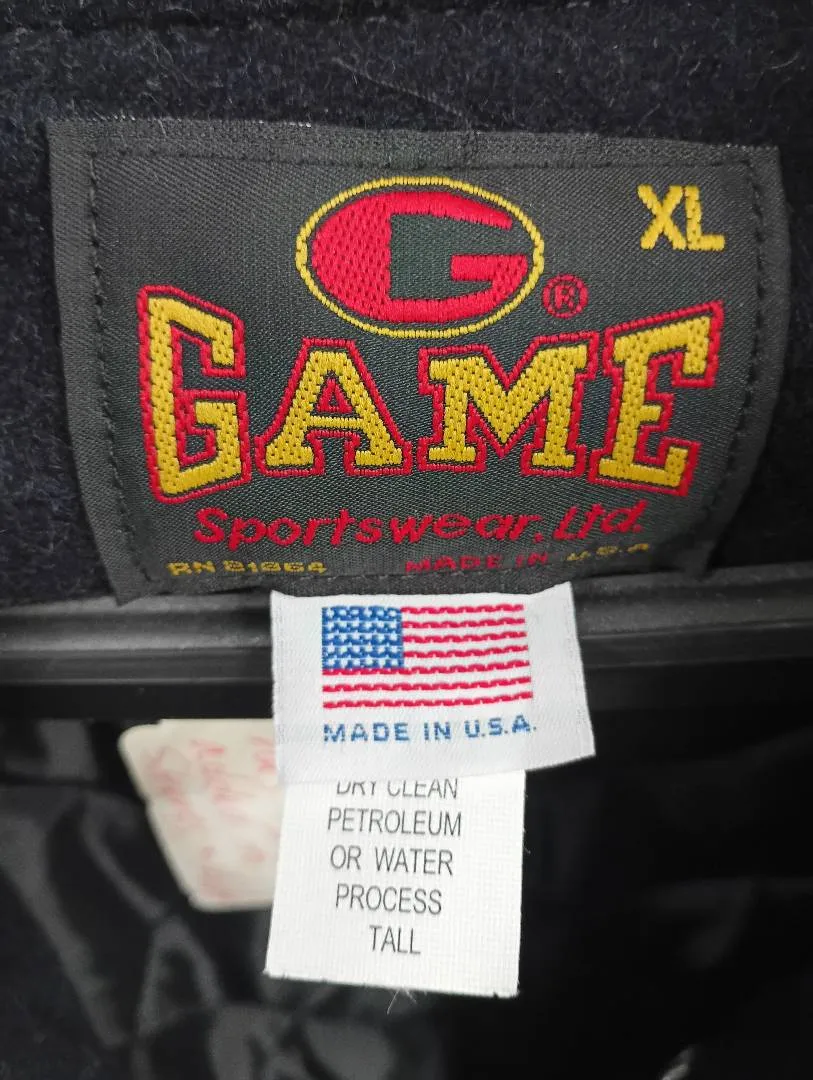 G
XL
®
GAME
Sportswear, Ltd.
RN 81864 MADE IN U.S.A
MADE IN U.S.A.
DRY CLEAN
PETROLEUM
OR WATER
PROCESS
TALL